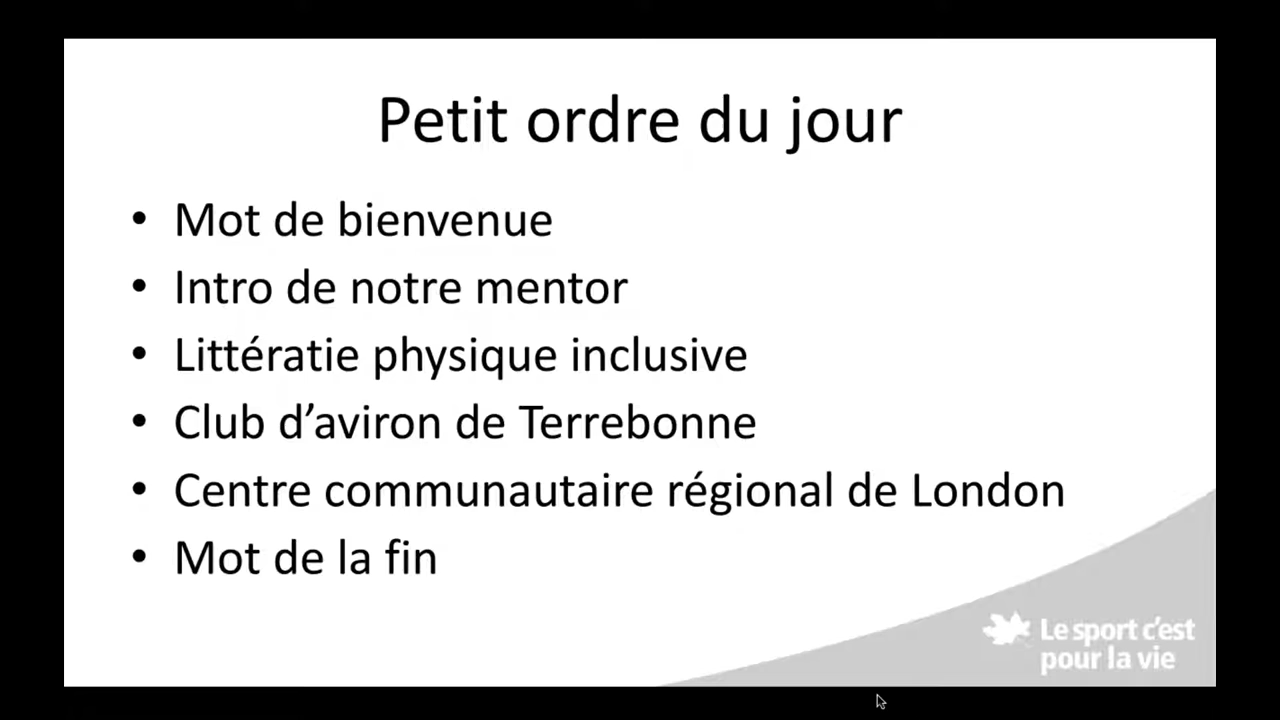 Petit ordre du jour
• Mot de bienvenue
• Intro de notre mentor
• Littératie physique inclusive
• Club d’aviron de Terrebonne
• Centre communautaire régional de London
• Mot de la fin
Le sport c’est
pour la vie